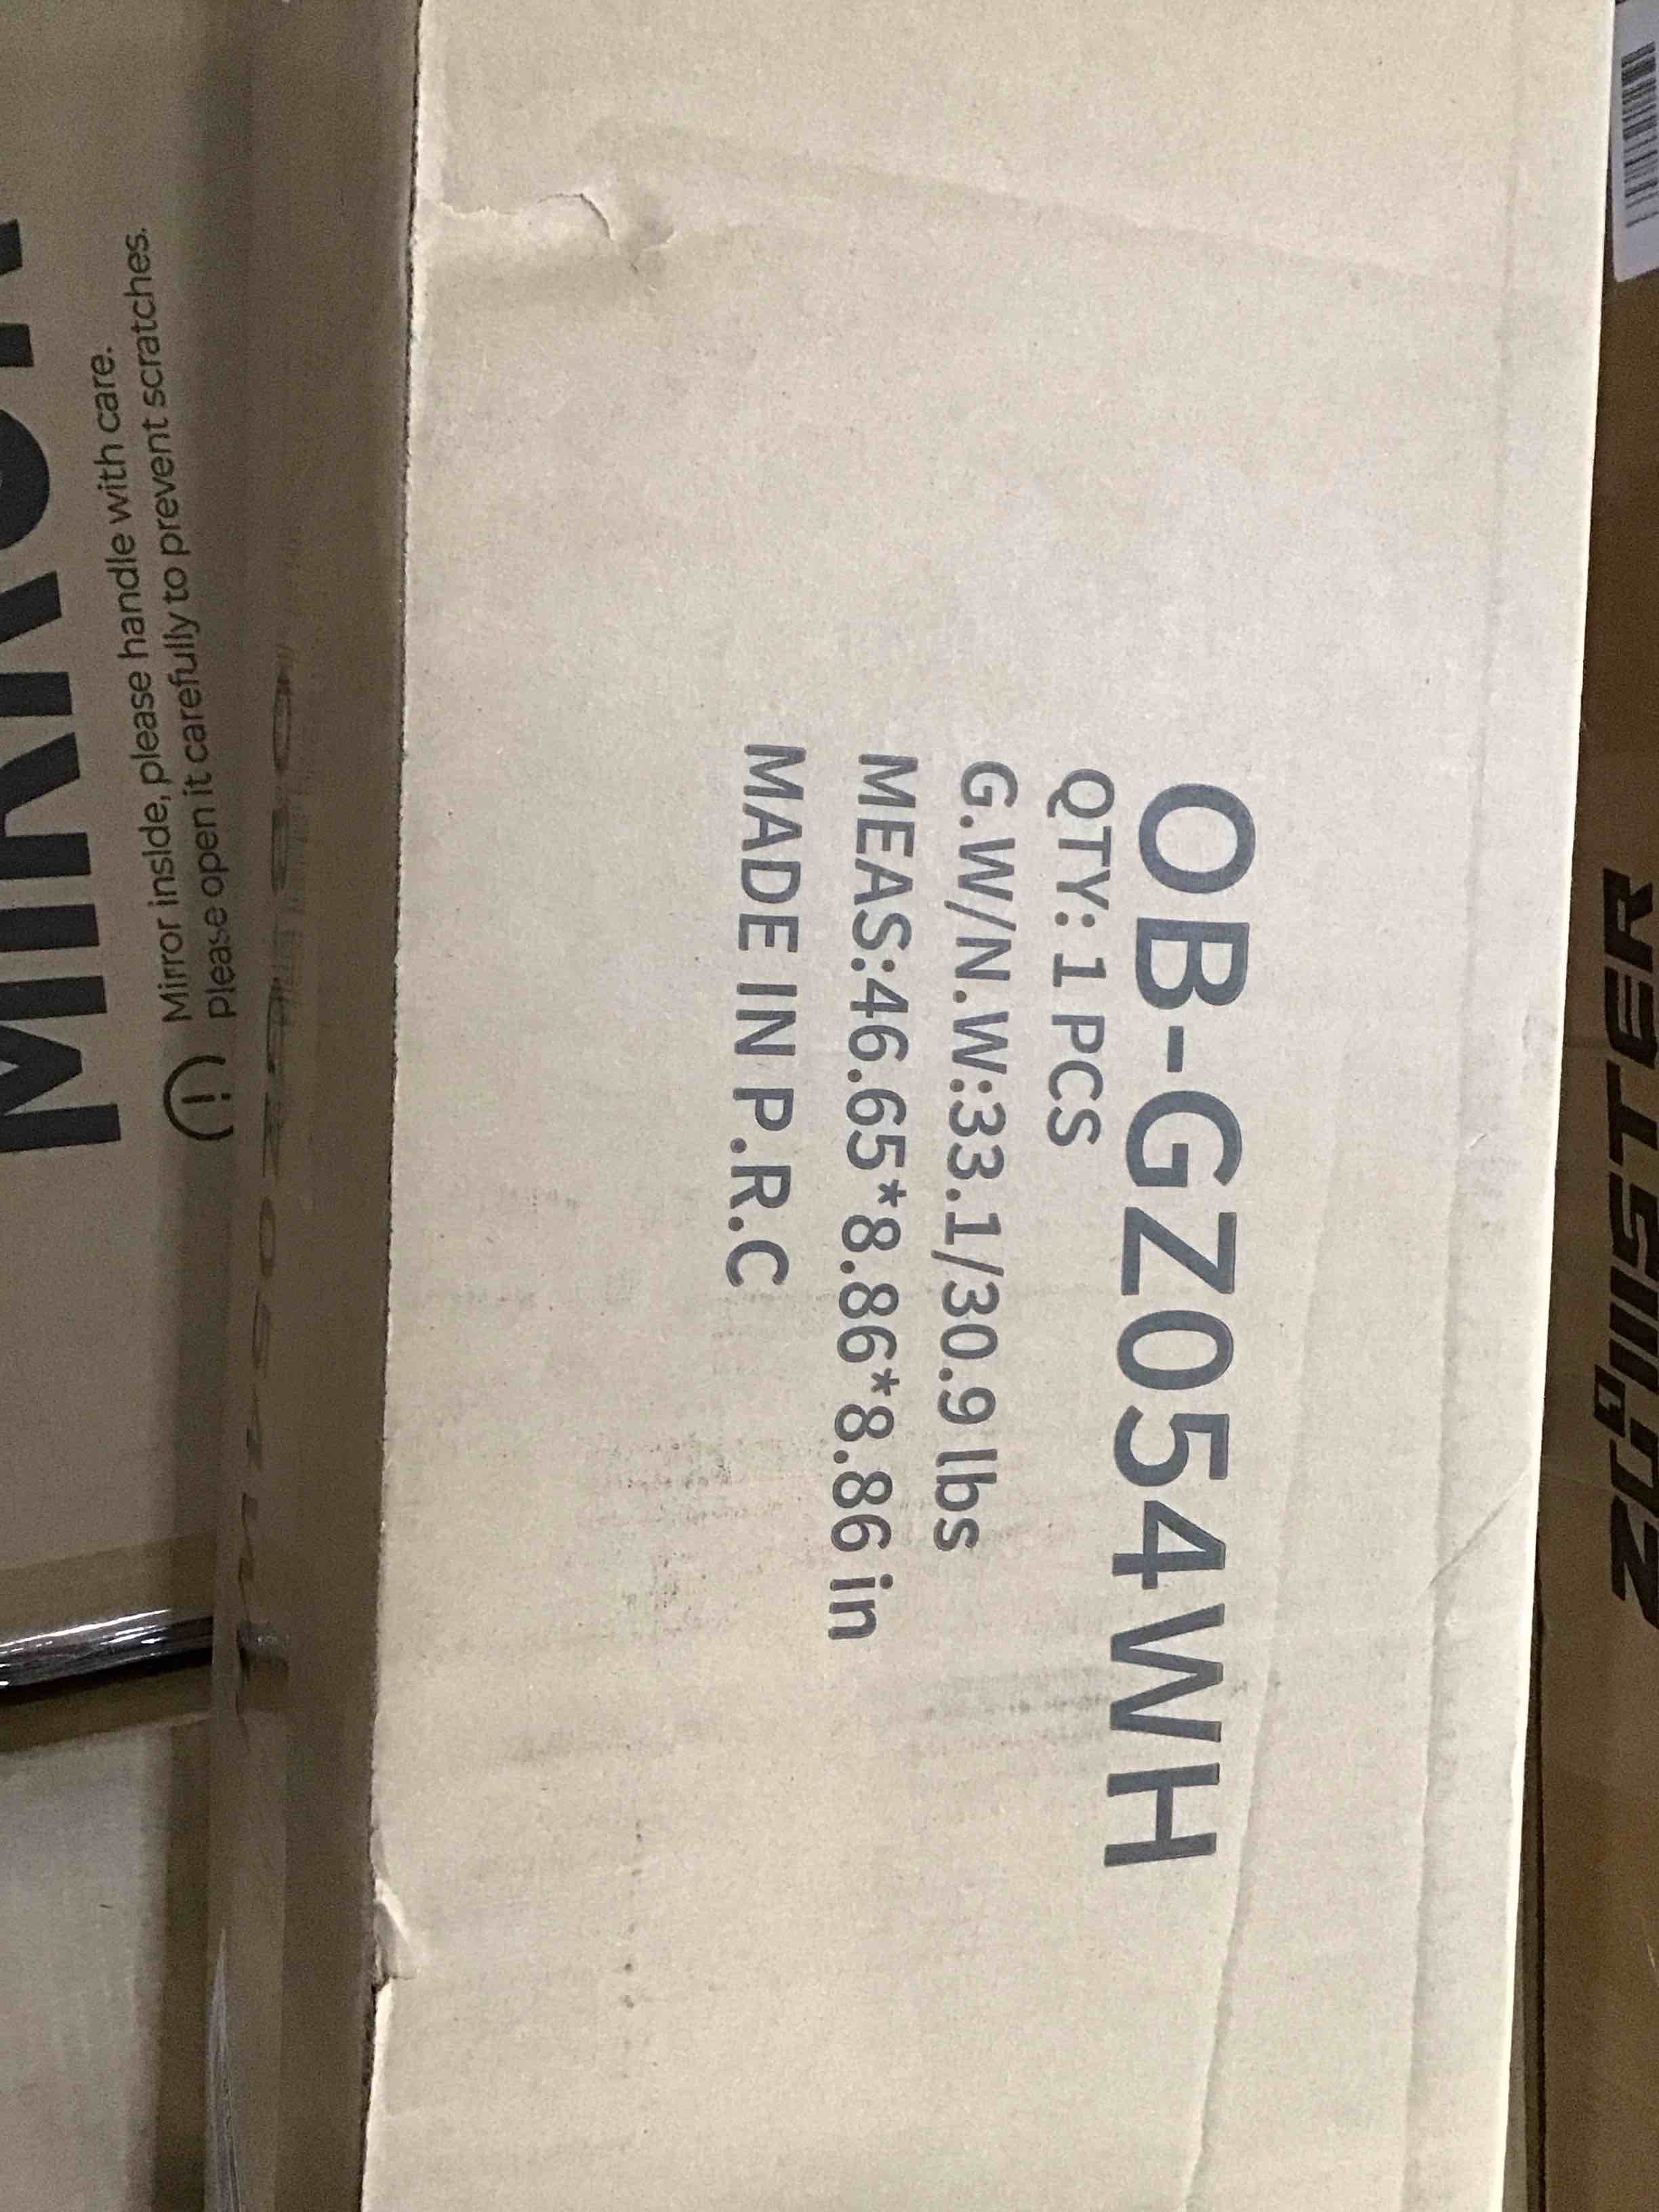 OB-GZ054WH
QTY: 1 PCS
G.W/N.W:33.1/30.9 lbs
MEAS:46.65*8.86*8.86 in
MADE IN P.R.C
Mirror inside, please handle with care.
Please open it carefully to prevent scratches.